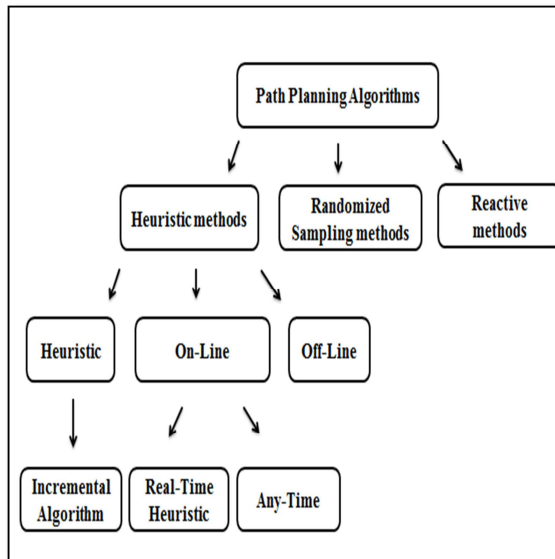 Path Planning Algorithms
Heuristic methods
Randomized
Sampling methods
Reactive
methods
Heuristic
On-Line
Off-Line
Incremental
Algorithm
Real-Time
Heuristic
Any-Time